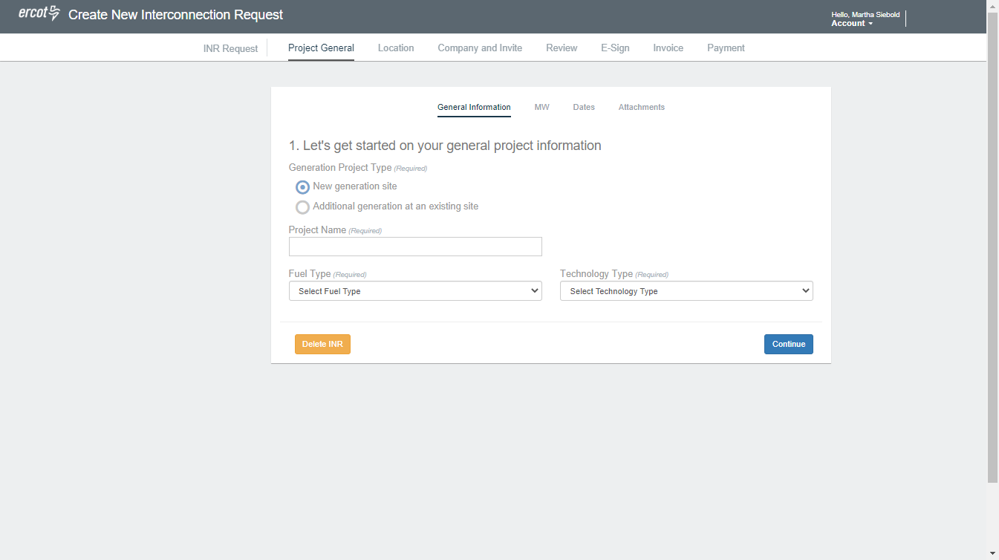 ercot Create New Interconnection Request
Hello, Martha Siebold
Account
INR Request Project General Location Company and Invite Review E-Sign Invoice Payment
General Information MW Dates Attachments
1. Let's get started on your general project information
Generation Project Type (Required)
New generation site
Additional generation at an existing site
Project Name (Required)
Fuel Type (Required) Technology Type (Required)
Select Fuel Type Select Technology Type
Delete INR Continue